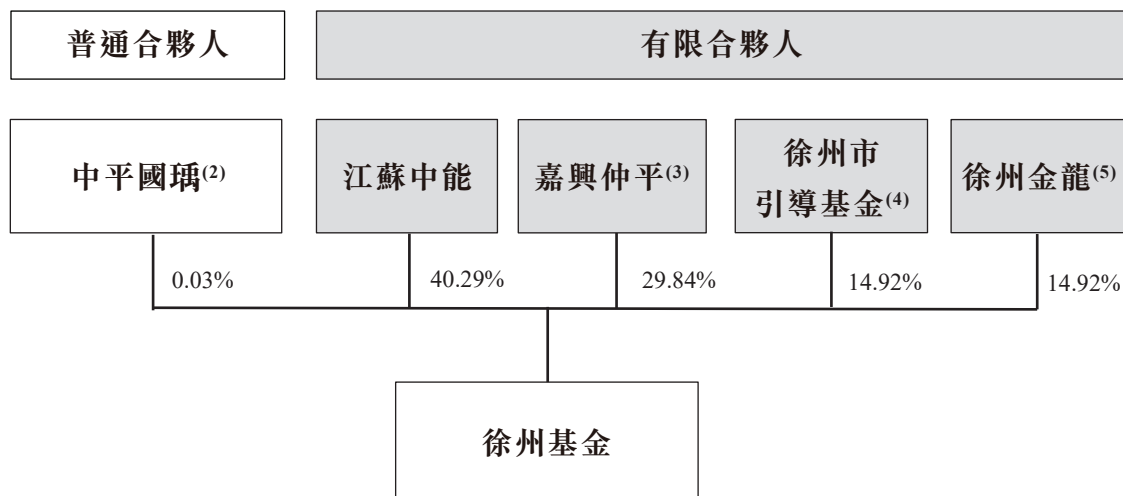 普通合夥人
有限合夥人
中平國瑀(2)
江蘇中能
嘉興仲平(3)
徐州市
引導基金(4)
徐州金龍(5)
0.03%
40.29%
29.84%
14.92%
14.92%
徐州基金